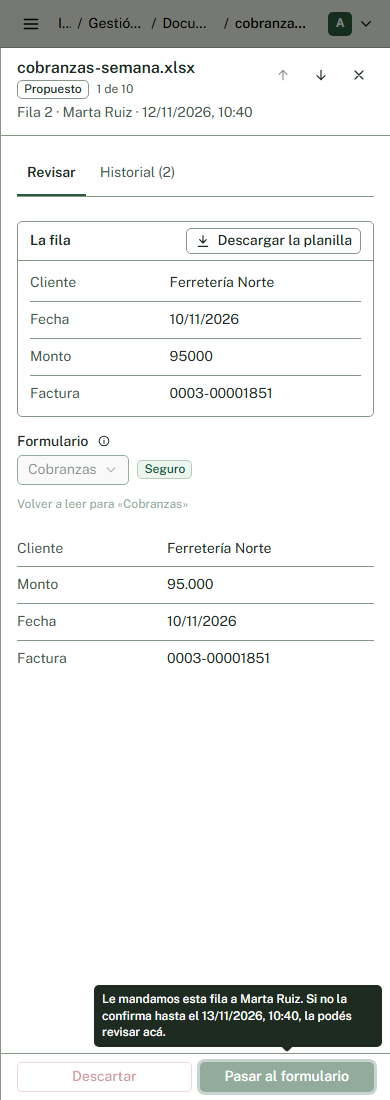 I... / Gestió... / Docu... / cobranza... A
cobranzas-semana.xlsx
Propuesto 1 de 10
Fila 2 · Marta Ruiz · 12/11/2026, 10:40
Revisar Historial (2)
La fila Descargar la planilla
Cliente Ferretería Norte
Fecha 10/11/2026
Monto 95000
Factura 0003-00001851
Formulario
Cobranzas Seguro
Volver a leer para «Cobranzas»
Cliente Ferretería Norte
Monto 95.000
Fecha 10/11/2026
Factura 0003-00001851
Le mandamos esta fila a Marta Ruiz. Si no la
confirma hasta el 13/11/2026, 10:40, la podés
revisar acá.
Descartar Pasar al formulario